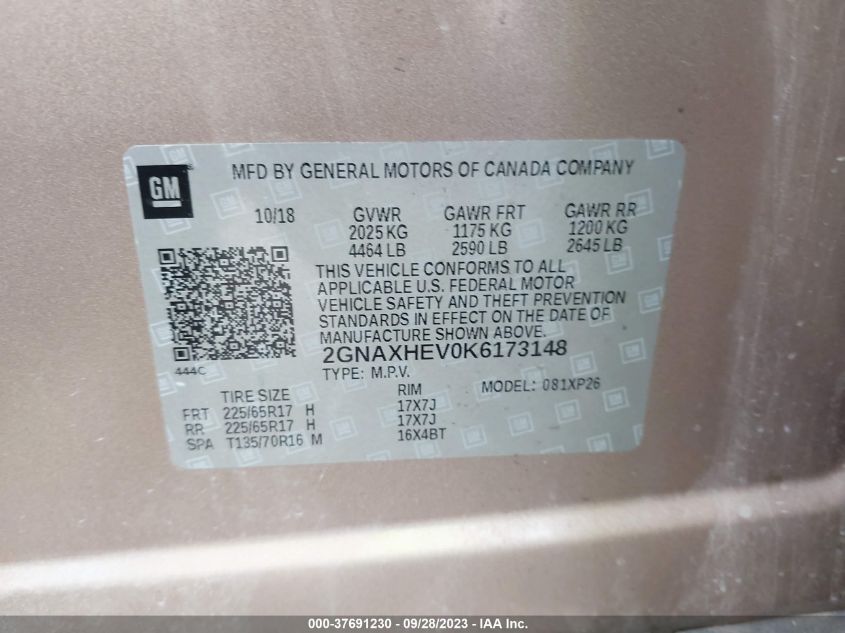 GM
MFD BY GENERAL MOTORS OF CANADA COMPANY
10/18 GVWR GAWR FRT GAWR RR
2025 KG 1175 KG 1200 KG
4464 LB 2590 LB 2645 LB
THIS VEHICLE CONFORMS TO ALL
APPLICABLE U.S. FEDERAL MOTOR
VEHICLE SAFETY AND THEFT PREVENTION
STANDARDS IN EFFECT ON THE DATE OF
MANUFACTURE SHOWN ABOVE.
2GNAXHEV0K6173148
444C
TYPE: M.P.V. MODEL: 081XP26
TIRE SIZE RIM
FRT 225/65R17 H 17X7J
RR 225/65R17 H 17X7J
SPA T135/70R16 M 16X4BT
000-37691230 - 09/28/2023 - IAA Inc.